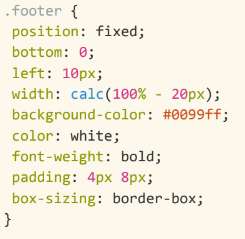 .footer {
 position: fixed;
 bottom: 0;
 left: 10px;
 width: calc(100% - 20px);
 background-color: #0099ff;
 color: white;
 font-weight: bold;
 padding: 4px 8px;
 box-sizing: border-box;
}